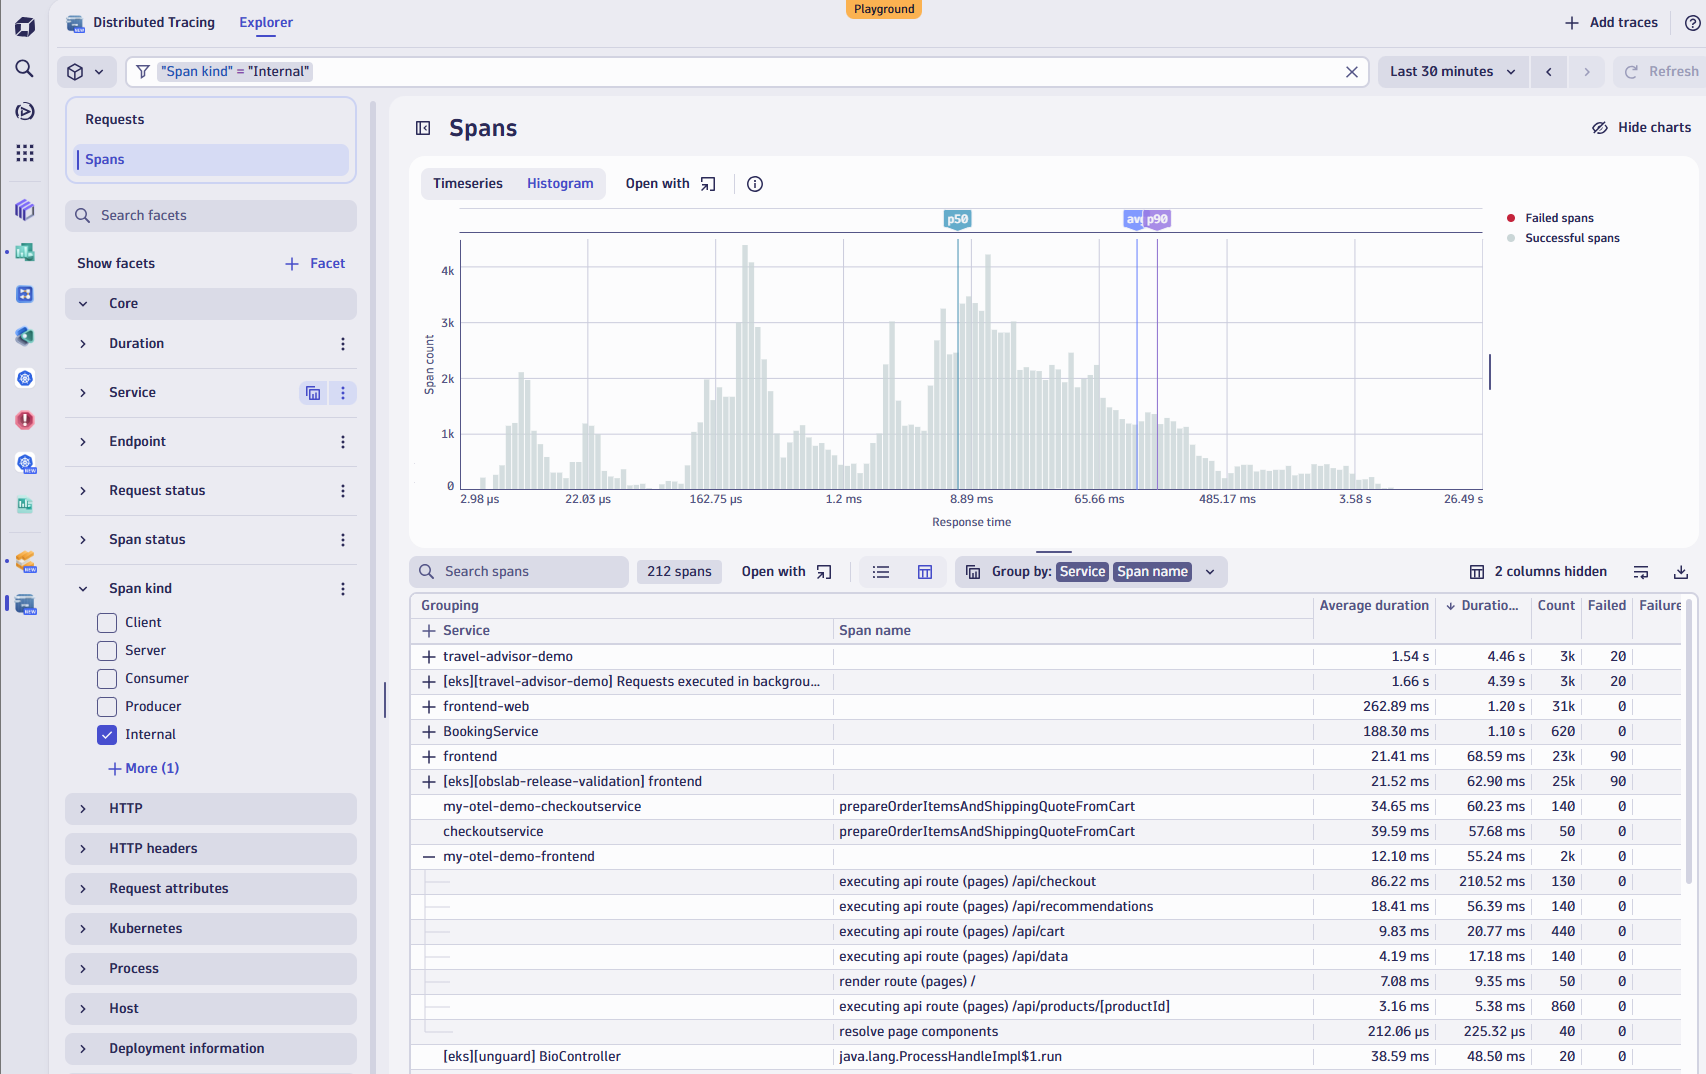 Playground
Distributed Tracing
Explorer
Add traces
"Span kind" = "Internal"
Last 30 minutes
Refresh
Requests
Spans
Search facets
Show facets
Facet
Core
Duration
Service
Endpoint
Request status
Span status
Span kind
Client
Server
Consumer
Producer
Internal
More (1)
HTTP
HTTP headers
Request attributes
Kubernetes
Process
Host
Deployment information
Spans
Hide charts
Timeseries
Histogram
Open with
p50
avg
p90
Failed spans
Successful spans
Span count
4k
3k
2k
1k
0
2.98 µs
22.03 µs
162.75 µs
1.2 ms
8.89 ms
65.66 ms
485.17 ms
3.58 s
26.49 s
Response time
Search spans
212 spans
Open with
Group by: Service Span name
2 columns hidden
Grouping Average duration Duratio... Count Failed Failure
Service Span name
travel-advisor-demo 1.54 s 4.46 s 3k 20
[eks][travel-advisor-demo] Requests executed in backgrou... 1.66 s 4.39 s 3k 20
frontend-web 262.89 ms 1.20 s 31k 0
BookingService 188.30 ms 1.10 s 620 0
frontend 21.41 ms 68.59 ms 23k 90
[eks][obslab-release-validation] frontend 21.52 ms 62.90 ms 25k 90
my-otel-demo-checkoutservice prepareOrderItemsAndShippingQuoteFromCart 34.65 ms 60.23 ms 140 0
checkoutservice prepareOrderItemsAndShippingQuoteFromCart 39.59 ms 57.68 ms 50 0
my-otel-demo-frontend 12.10 ms 55.24 ms 2k 0
executing api route (pages) /api/checkout 86.22 ms 210.52 ms 130 0
executing api route (pages) /api/recommendations 18.41 ms 56.39 ms 140 0
executing api route (pages) /api/cart 9.83 ms 20.77 ms 440 0
executing api route (pages) /api/data 4.19 ms 17.18 ms 140 0
render route (pages) / 7.08 ms 9.35 ms 50 0
executing api route (pages) /api/products/[productId] 3.16 ms 5.38 ms 860 0
resolve page components 212.06 µs 225.32 µs 40 0
[eks][unguard] BioController java.lang.ProcessHandleImpl$1.run 38.59 ms 48.50 ms 20 0